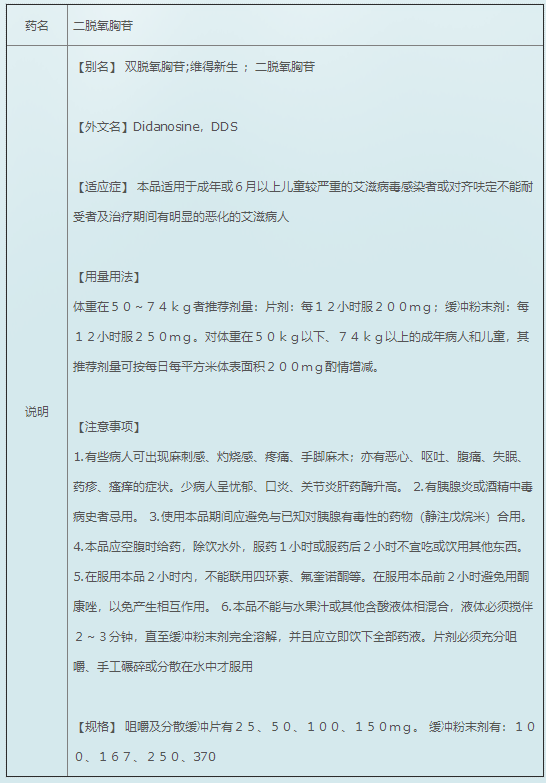 药名 二脱氧胸苷
【别名】 双脱氧胸苷;维得新生 ; 二脱氧胸苷
【外文名】Didanosine，DDS
【适应症】 本品适用于成年或６月以上儿童较严重的艾滋病毒感染者或对齐呋定不能耐
受者及治疗期间有明显的恶化的艾滋病人
【用量用法】
体重在５０～７４ｋｇ者推荐剂量：片剂：每１２小时服２００ｍｇ；缓冲粉末剂：每
１２小时服２５０ｍｇ。对体重在５０ｋｇ以下、７４ｋｇ以上的成年病人和儿童，其
推荐剂量可按每日每平方米体表面积２００ｍｇ酌情增减。
说明
【注意事项】
1.有些病人可出现麻刺感、灼烧感、疼痛、手脚麻木；亦有恶心、呕吐、腹痛、失眠、
药疹、瘙痒的症状。少病人呈忧郁、口炎、关节炎肝药酶升高。 2.有胰腺炎或酒精中毒
病史者忌用。 3.使用本品期间应避免与已知对胰腺有毒性的药物（静注戊烷米）合用。
4.本品应空腹时给药，除饮水外，服药１小时或服药后２小时不宜吃或饮用其他东西。
5.在服用本品２小时内，不能联用四环素、氟奎诺酮等。在服用本品前２小时避免用酮
康唑，以免产生相互作用。 6.本品不能与水果汁或其他含酸液体相混合，液体必须搅伴
２～３分钟，直至缓冲粉末剂完全溶解，并且应立即饮下全部药液。片剂必须充分咀
嚼、手工碾碎或分散在水中才服用
【规格】 咀嚼及分散缓冲片有２５、５０、１００、１５０ｍｇ。 缓冲粉末剂有：１０
０、１６７、２５０、370